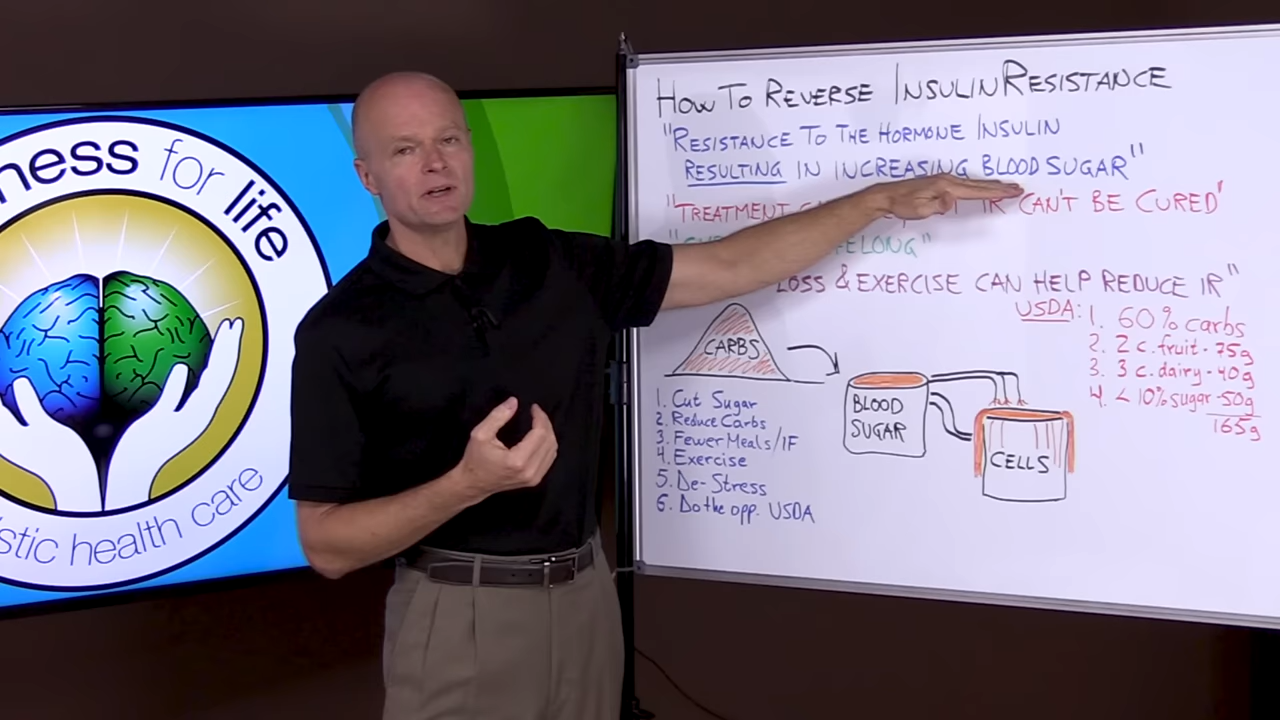 ness for life
stic health care
HOW TO REVERSE INSULIN RESISTANCE
"RESISTANCE TO THE HORMONE INSULIN
RESULTING IN INCREASING BLOOD SUGAR"
"TREATMENT IR CAN'T BE CURED"
LOSS & EXERCISE CAN HELP REDUCE IR"
CARBS
1. Cut Sugar
2. Reduce Carbs
3. Fewer Meals/IF
4. Exercise
5. De-Stress
6. Do the opp. USDA
BLOOD
SUGAR
CELLS
USDA: 1. 60% carbs
2. 2 c. fruit - 75g
3. 3 c. dairy - 40g
4. < 10% sugar - 50g
165g